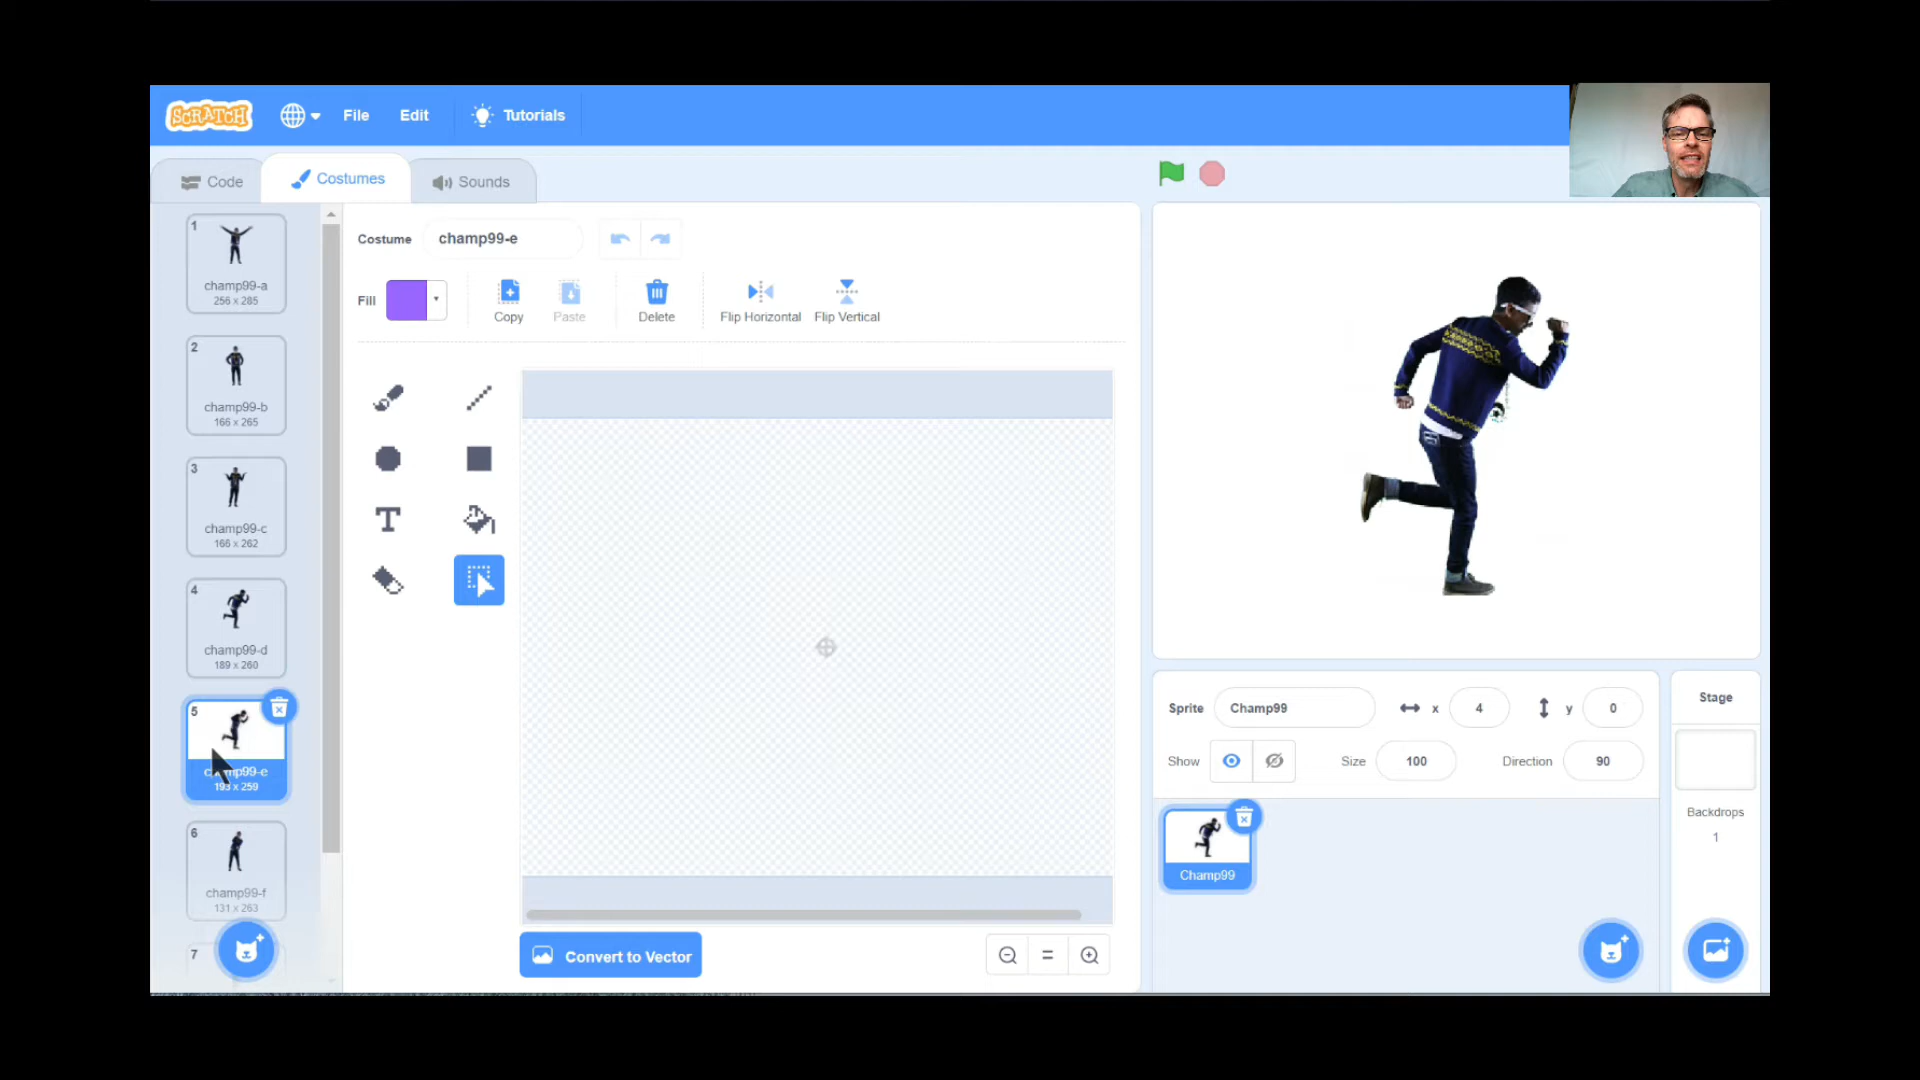 SCRATCH
File
Edit
Tutorials
Code
Costumes
Sounds
1
champ99-a
256 x 285
2
champ99-b
166 x 265
3
champ99-c
166 x 262
4
champ99-d
189 x 260
5
champ99-e
193 x 259
6
champ99-f
131 x 263
7
Costume
champ99-e
Fill
Copy
Paste
Delete
Flip Horizontal
Flip Vertical
Convert to Vector
Sprite
Champ99
x
4
y
0
Show
Size
100
Direction
90
Champ99
Stage
Backdrops
1